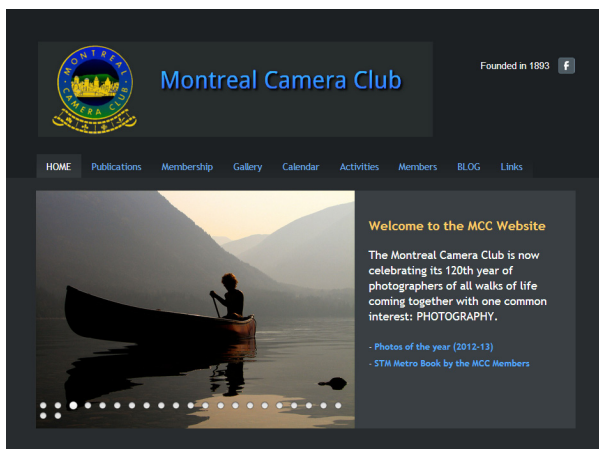 MONTREAL
CAMERA CLUB
Montreal Camera Club
Founded in 1893
f
HOME Publications Membership Gallery Calendar Activities Members BLOG Links
Welcome to the MCC Website
The Montreal Camera Club is now
celebrating its 120th year of
photographers of all walks of life
coming together with one common
interest: PHOTOGRAPHY.
- Photos of the year (2012-13)
- STM Metro Book by the MCC Members